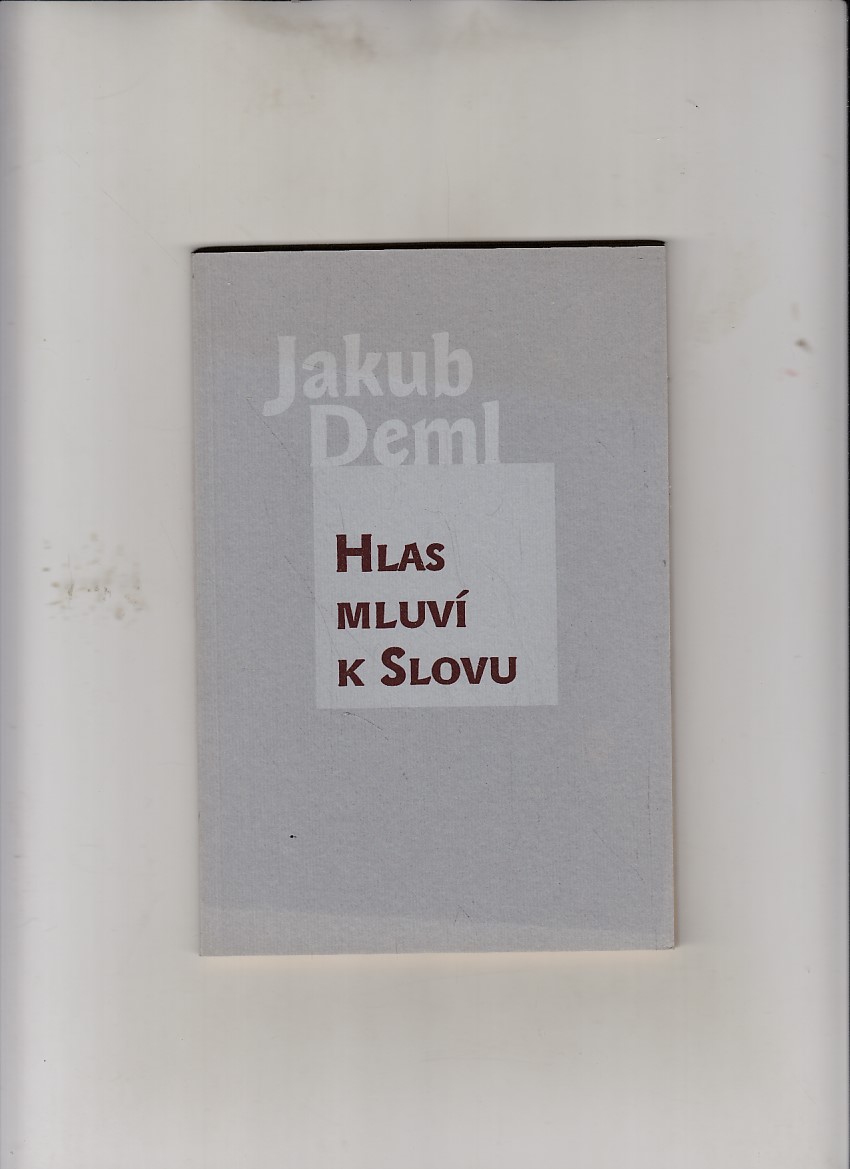 Jakub
Deml
Hlas
mluví
k Slovu